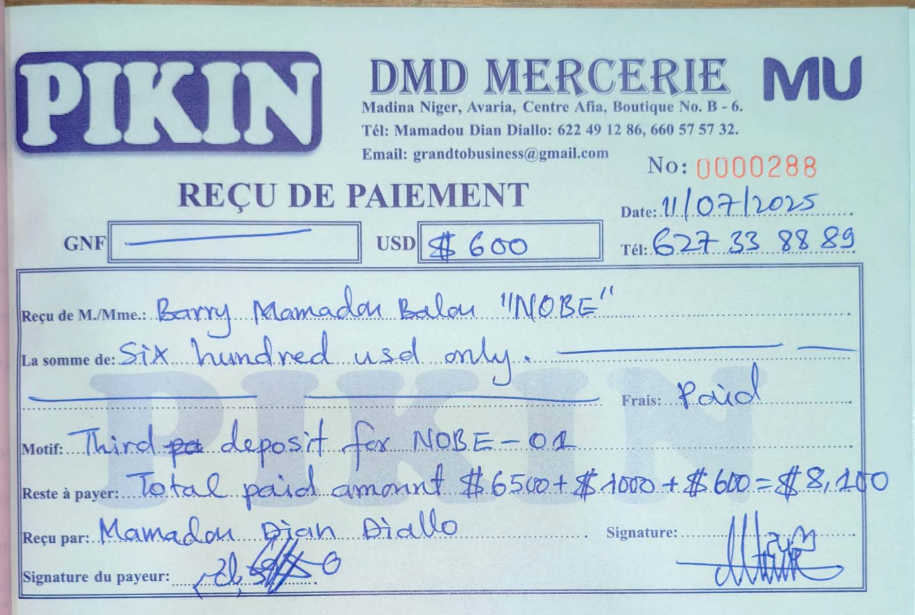 PIKIN
DMD MERCERIE
MU
Madina Niger, Avaria, Centre Afia, Boutique No. B - 6.
Tél: Mamadou Dian Diallo: 622 49 12 86, 660 57 57 32.
Email: grandtobusiness@gmail.com
No: 0000288
REÇU DE PAIEMENT
Date: 11/07/2025
GNF
USD $ 600
Tél: 627 33 88 89
Reçu de M./Mme.: Barry Mamadou Balou "NOBE"
La somme de: Six hundred usd only.
Frais: Paid
Motif: Third deposit for NOBE-01
Reste à payer: Total paid amount $6500+$1000+$600=$8,100
Reçu par: Mamadou Dian Diallo
Signature:
Signature du payeur:
PIKIN